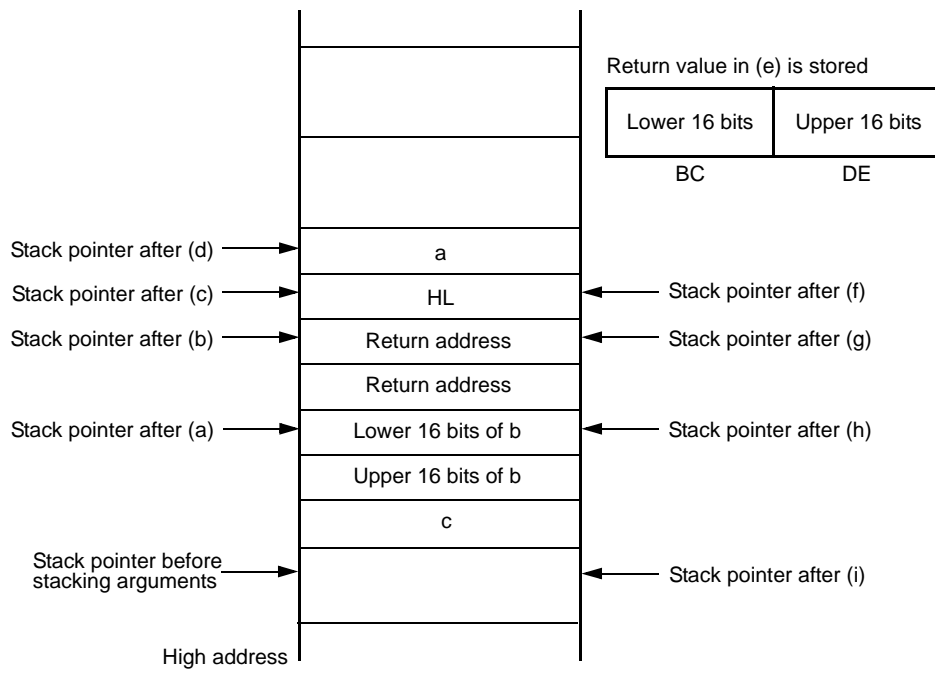 Return value in (e) is stored
Lower 16 bits
Upper 16 bits
BC
DE
Stack pointer after (d)
a
Stack pointer after (c)
HL
Stack pointer after (f)
Stack pointer after (b)
Return address
Stack pointer after (g)
Return address
Stack pointer after (a)
Lower 16 bits of b
Stack pointer after (h)
Upper 16 bits of b
c
Stack pointer before
stacking arguments
Stack pointer after (i)
High address